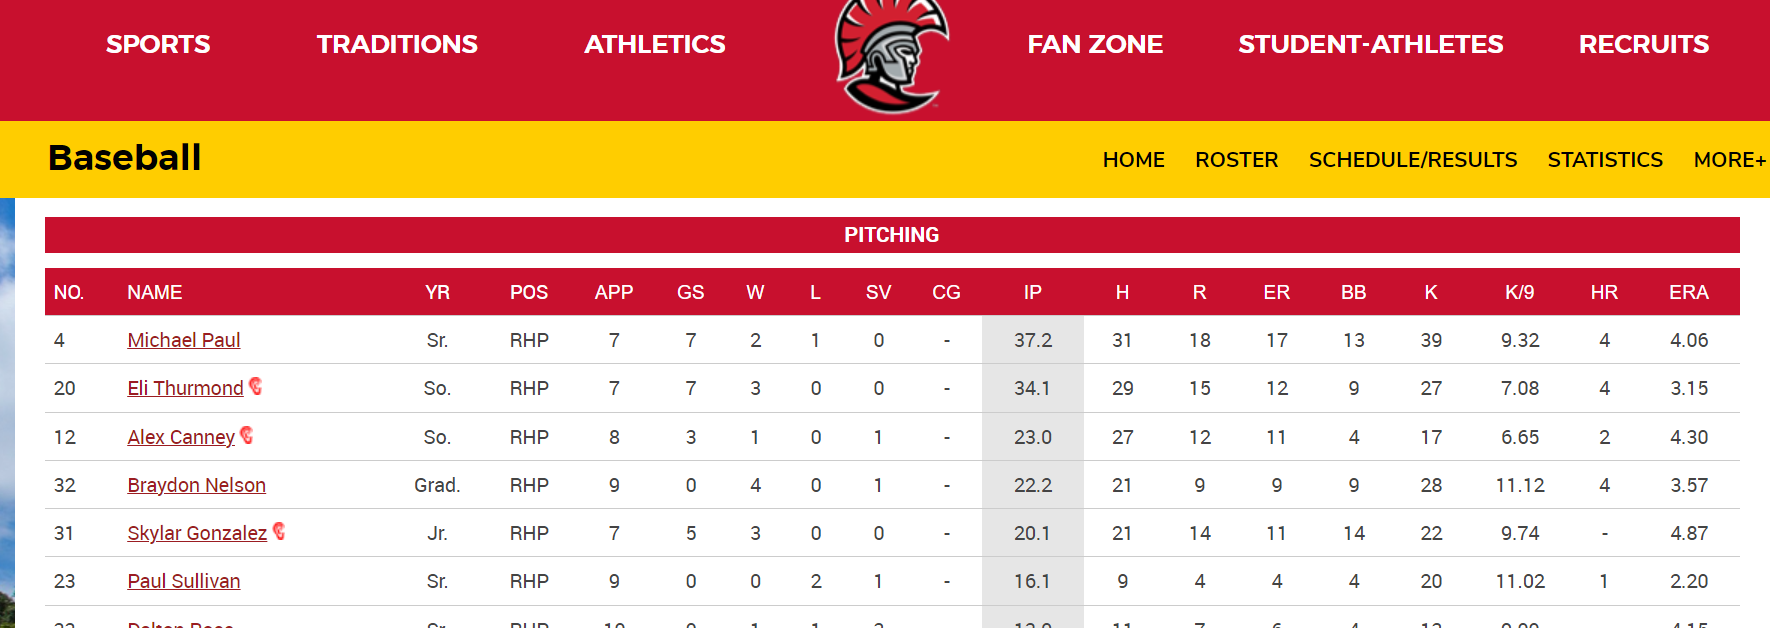 SPORTS TRADITIONS ATHLETICS FAN ZONE STUDENT-ATHLETES RECRUITS
Baseball HOME ROSTER SCHEDULE/RESULTS STATISTICS MORE+
PITCHING
NO. NAME YR POS APP GS W L SV CG IP H R ER BB K K/9 HR ERA
4 Michael Paul Sr. RHP 7 7 2 1 0 - 37.2 31 18 17 13 39 9.32 4 4.06
20 Eli Thurmond So. RHP 7 7 3 0 0 - 34.1 29 15 12 9 27 7.08 4 3.15
12 Alex Canney So. RHP 8 3 1 0 1 - 23.0 27 12 11 4 17 6.65 2 4.30
32 Braydon Nelson Grad. RHP 9 0 4 0 1 - 22.2 21 9 9 9 28 11.12 4 3.57
31 Skylar Gonzalez Jr. RHP 7 5 3 0 0 - 20.1 21 14 11 14 22 9.74 - 4.87
23 Paul Sullivan Sr. RHP 9 0 0 2 1 - 16.1 9 4 4 4 20 11.02 1 2.20